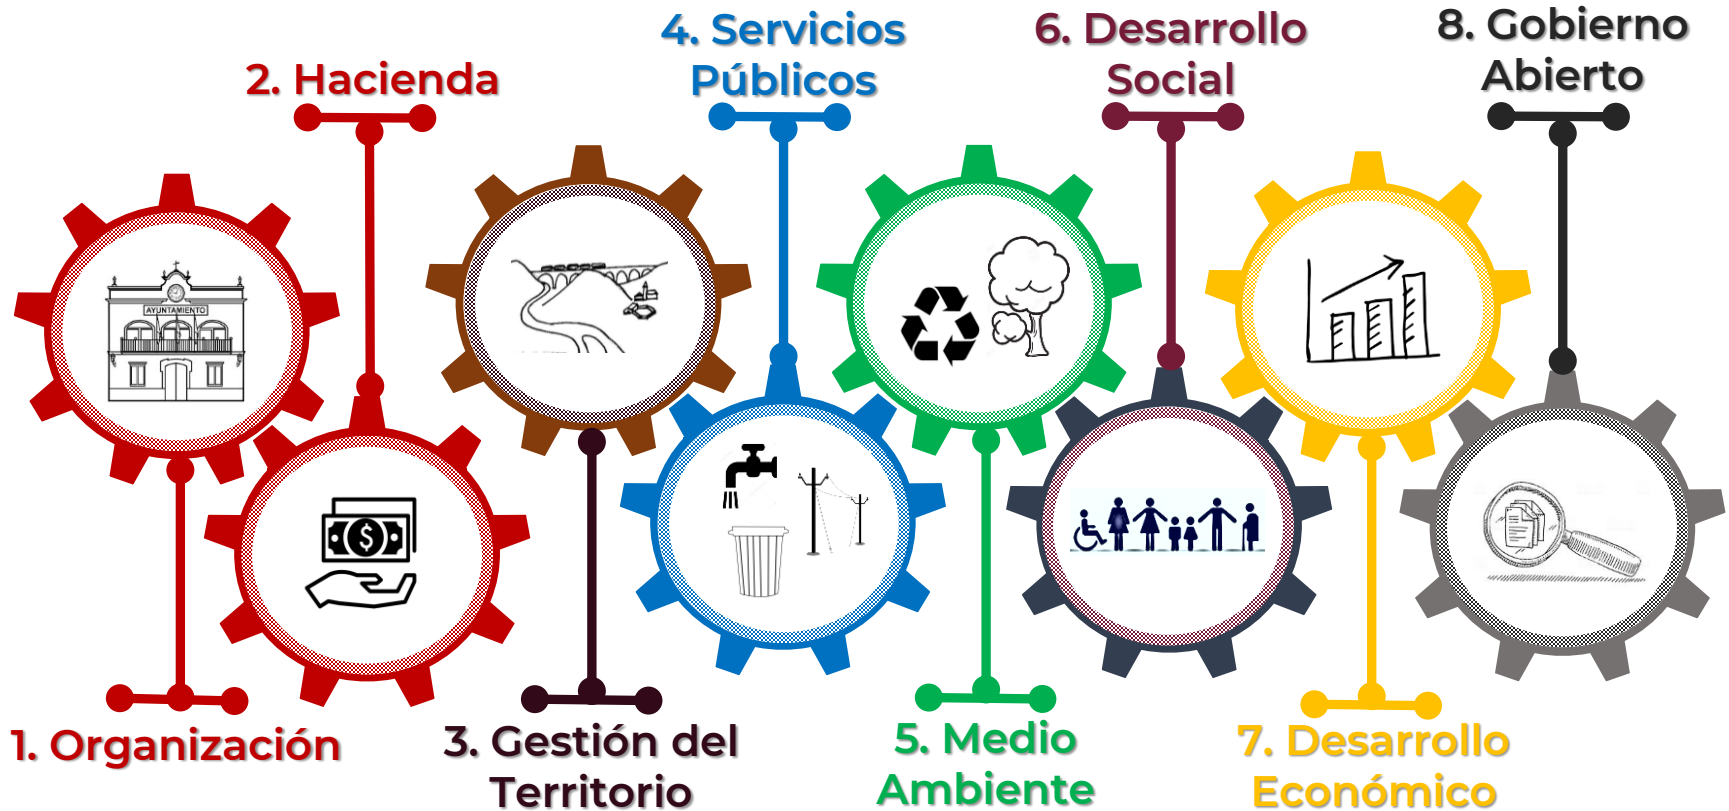 1. Organización
AYUNTAMIENTO
2. Hacienda
$
3. Gestión del
Territorio
4. Servicios
Públicos
5. Medio
Ambiente
6. Desarrollo
Social
7. Desarrollo
Económico
8. Gobierno
Abierto